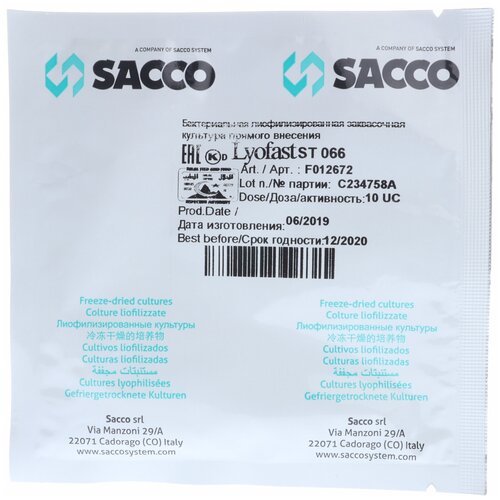 A COMPANY OF SACCO SYSTEM
SACCO
A COMPANY OF SACCO SYSTEM
SACCO
Бактериальная лиофилизированная заквасочная
культура прямого внесения
EAC K D Lyofast ST 066
Art./ Арт. : F012672
Lot n./№ партии: C234758A
Dose/Доза/активность:10 UC
Prod.Date /
Дата изготовления: 06/2019
Best before/Срок годности:12/2020
Freeze-dried cultures
Colture liofilizzate
Лиофилизированные культуры
冷冻干燥的培养物
Cultivos liofilizados
Culturas liofilizadas
مستنبتات مجففة
Cultures lyophilisées
Gefriergetrocknete Kulturen
Freeze-dried cultures
Colture liofilizzate
Лиофилизированные культуры
冷冻干燥的培养物
Cultivos liofilizados
Culturas liofilizadas
مستنبتات مجففة
Cultures lyophilisées
Gefriergetrocknete Kulturen
Sacco srl
Via Manzoni 29/A
22071 Cadorago (CO) Italy
www.saccosystem.com
Sacco srl
Via Manzoni 29/A
22071 Cadorago (CO) Italy
www.saccosystem.com